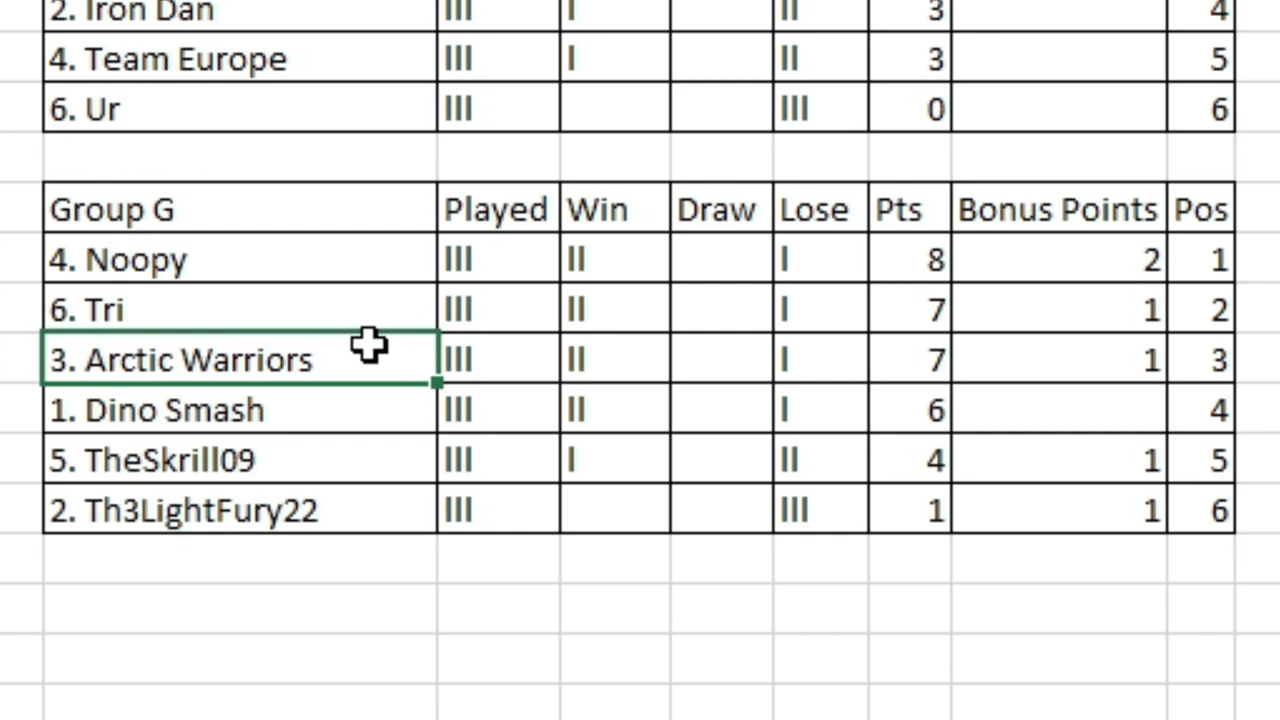 2. Iron Dan III I II 3 4
4. Team Europe III I II 3 5
6. Ur III III 0 6
Group G Played Win Draw Lose Pts Bonus Points Pos
4. Noopy III II I 8 2 1
6. Tri III II I 7 1 2
3. Arctic Warriors III II I 7 1 3
1. Dino Smash III II I 6 4
5. TheSkrill09 III I II 4 1 5
2. Th3LightFury22 III III 1 1 6